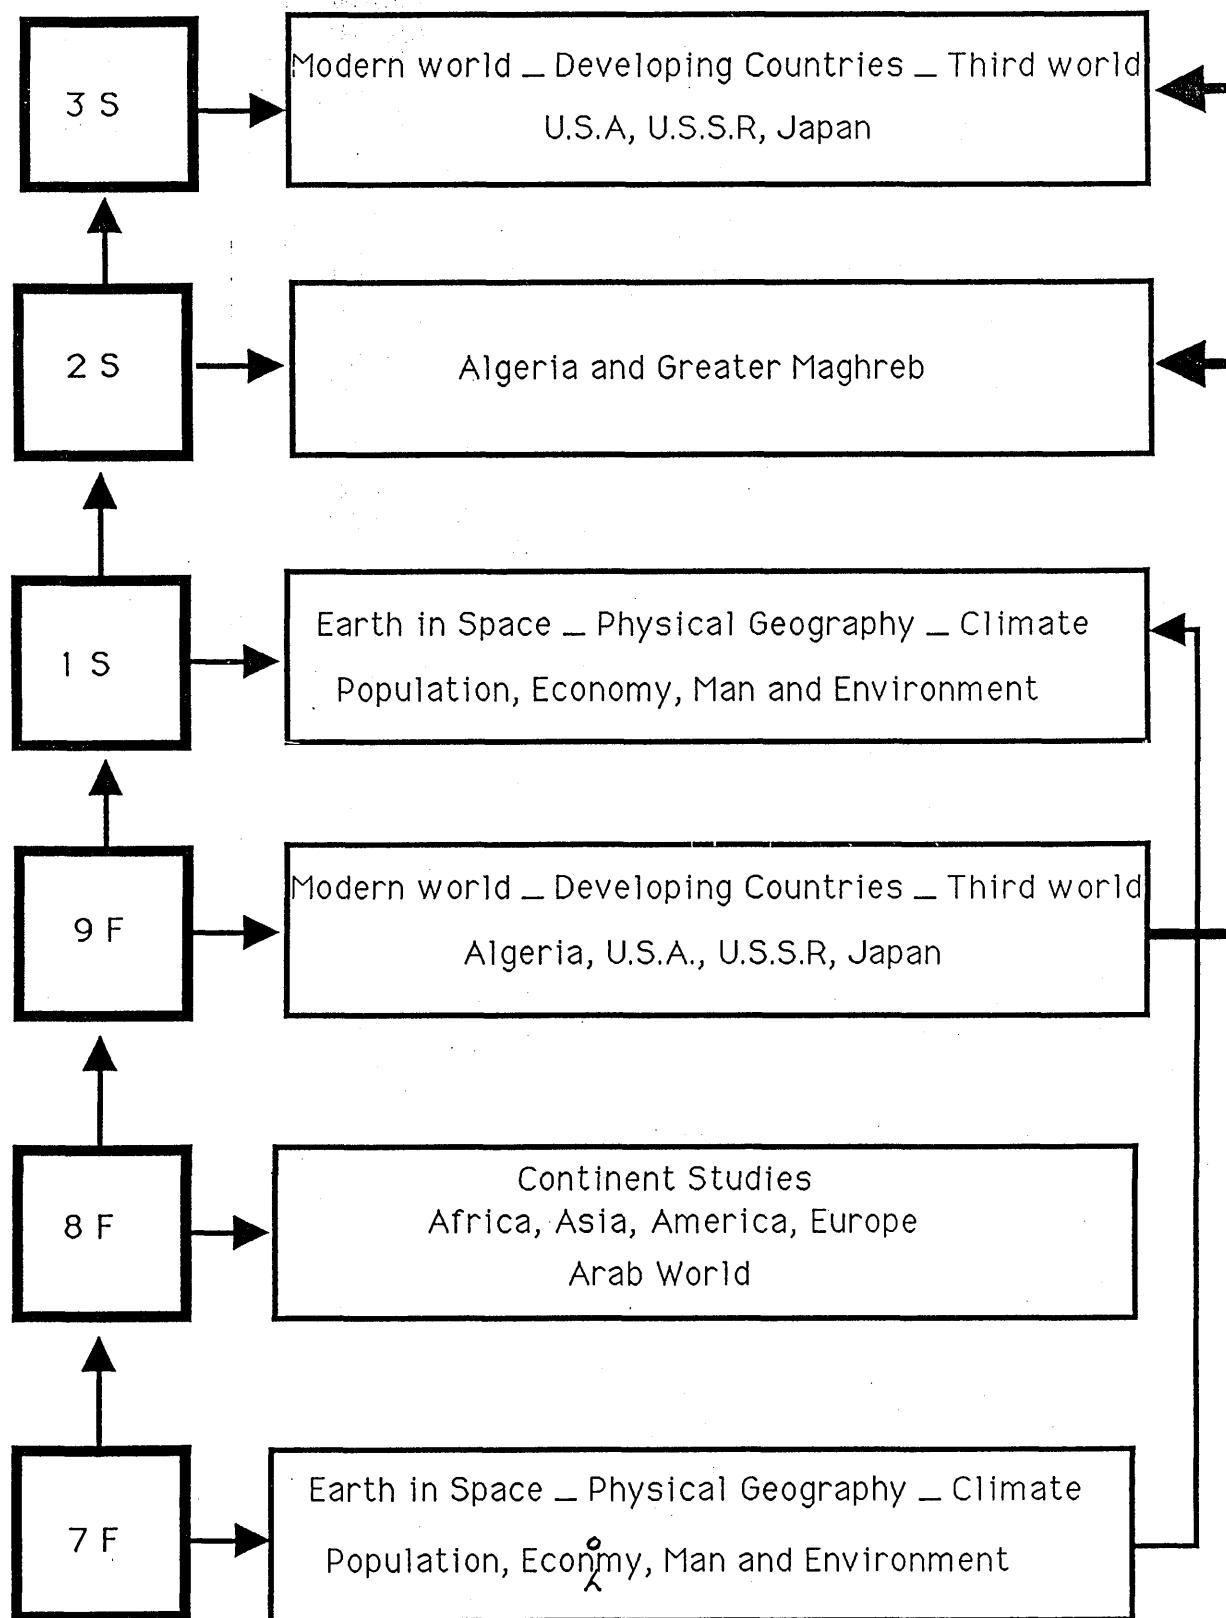 3 S
Modern world _ Developing Countries _ Third world
U.S.A, U.S.S.R, Japan
2 S
Algeria and Greater Maghreb
1 S
Earth in Space _ Physical Geography _ Climate
Population, Economy, Man and Environment
9 F
Modern world _ Developing Countries _ Third world
Algeria, U.S.A., U.S.S.R, Japan
8 F
Continent Studies
Africa, Asia, America, Europe
Arab World
7 F
Earth in Space _ Physical Geography _ Climate
Population, Economy, Man and Environment